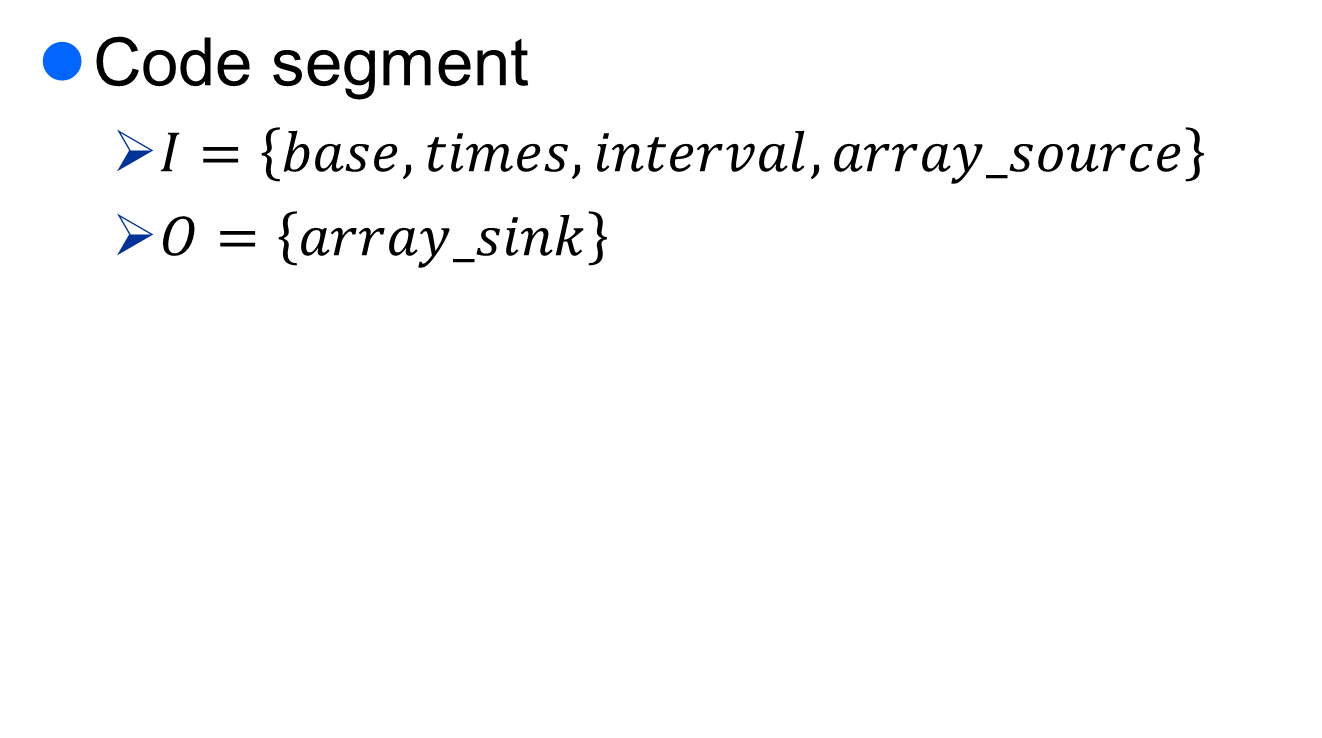 Code segment
I = {base, times, interval, array_source}
O = {array_sink}